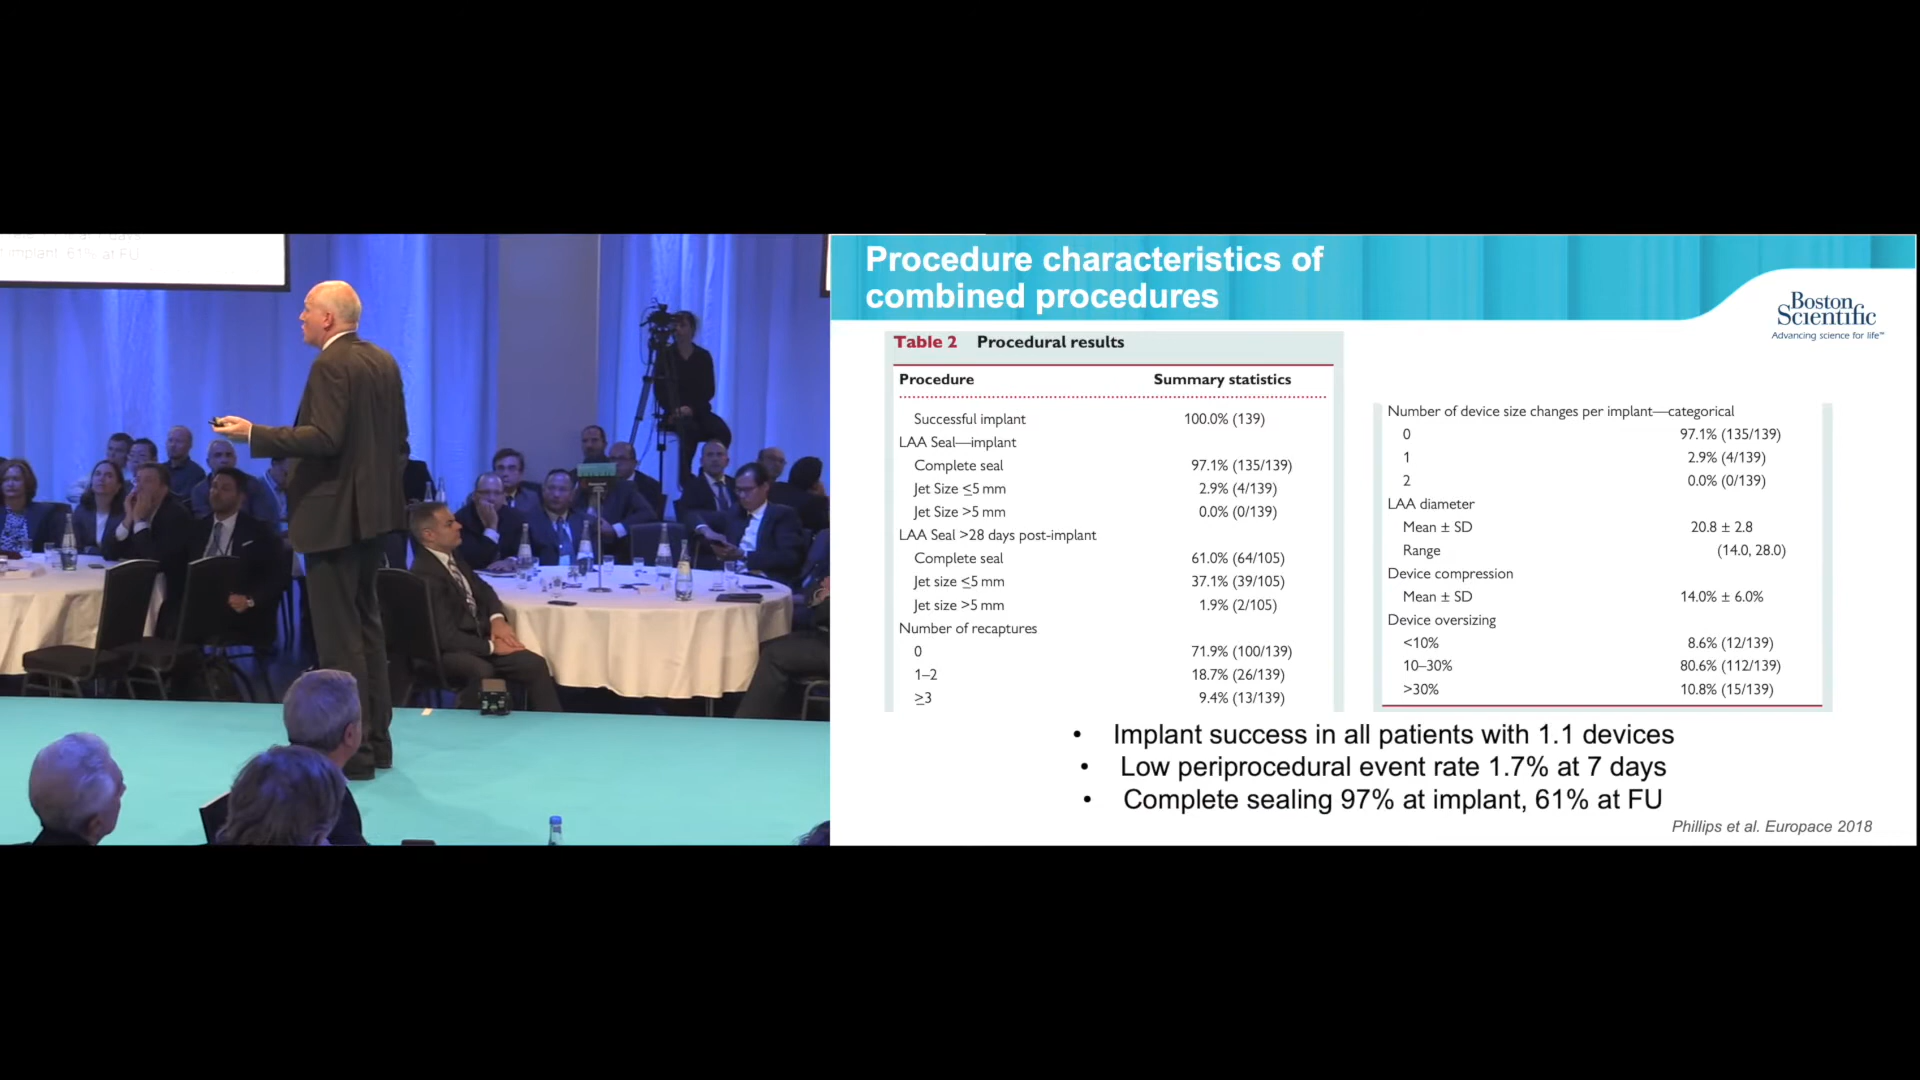 implant, 61% at FU
Procedure characteristics of
combined procedures
Boston
Scientific
Advancing science for life™
Table 2 Procedural results
Procedure Summary statistics
Successful implant 100.0% (139)
LAA Seal—implant
Complete seal 97.1% (135/139)
Jet Size ≤5 mm 2.9% (4/139)
Jet Size >5 mm 0.0% (0/139)
LAA Seal >28 days post-implant
Complete seal 61.0% (64/105)
Jet size ≤5 mm 37.1% (39/105)
Jet size >5 mm 1.9% (2/105)
Number of recaptures
0 71.9% (100/139)
1–2 18.7% (26/139)
≥3 9.4% (13/139)
Number of device size changes per implant—categorical
0 97.1% (135/139)
1 2.9% (4/139)
2 0.0% (0/139)
LAA diameter
Mean ± SD 20.8 ± 2.8
Range (14.0, 28.0)
Device compression
Mean ± SD 14.0% ± 6.0%
Device oversizing
<10% 8.6% (12/139)
10–30% 80.6% (112/139)
>30% 10.8% (15/139)
• Implant success in all patients with 1.1 devices
• Low periprocedural event rate 1.7% at 7 days
• Complete sealing 97% at implant, 61% at FU
Phillips et al. Europace 2018